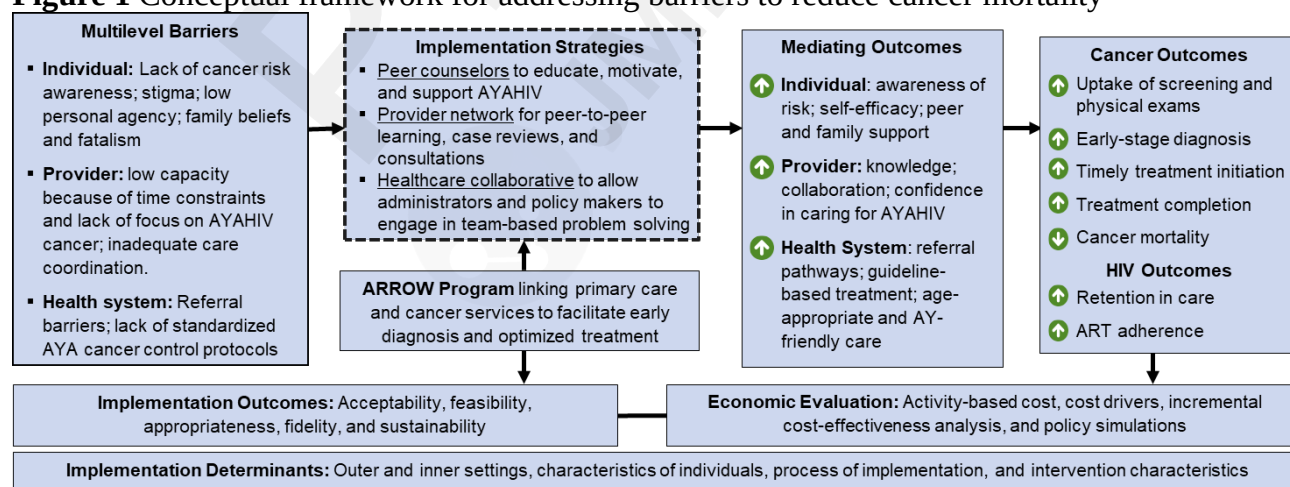 Figure 1 Conceptual framework for addressing barriers to reduce cancer mortality
Multilevel Barriers
▪ Individual: Lack of cancer risk
awareness; stigma; low
personal agency; family beliefs
and fatalism
▪ Provider: low capacity
because of time constraints
and lack of focus on AYAHIV
cancer; inadequate care
coordination.
▪ Health system: Referral
barriers; lack of standardized
AYA cancer control protocols
Implementation Strategies
▪ Peer counselors to educate, motivate,
and support AYAHIV
▪ Provider network for peer-to-peer
learning, case reviews, and
consultations
▪ Healthcare collaborative to allow
administrators and policy makers to
engage in team-based problem solving
ARROW Program linking primary care
and cancer services to facilitate early
diagnosis and optimized treatment
Mediating Outcomes
Individual: awareness of
risk; self-efficacy; peer
and family support
Provider: knowledge;
collaboration; confidence
in caring for AYAHIV
Health System: referral
pathways; guideline-
based treatment; age-
appropriate and AY-
friendly care
Cancer Outcomes
Uptake of screening and
physical exams
Early-stage diagnosis
Timely treatment initiation
Treatment completion
Cancer mortality
HIV Outcomes
Retention in care
ART adherence
Implementation Outcomes: Acceptability, feasibility,
appropriateness, fidelity, and sustainability
Economic Evaluation: Activity-based cost, cost drivers, incremental
cost-effectiveness analysis, and policy simulations
Implementation Determinants: Outer and inner settings, characteristics of individuals, process of implementation, and intervention characteristics